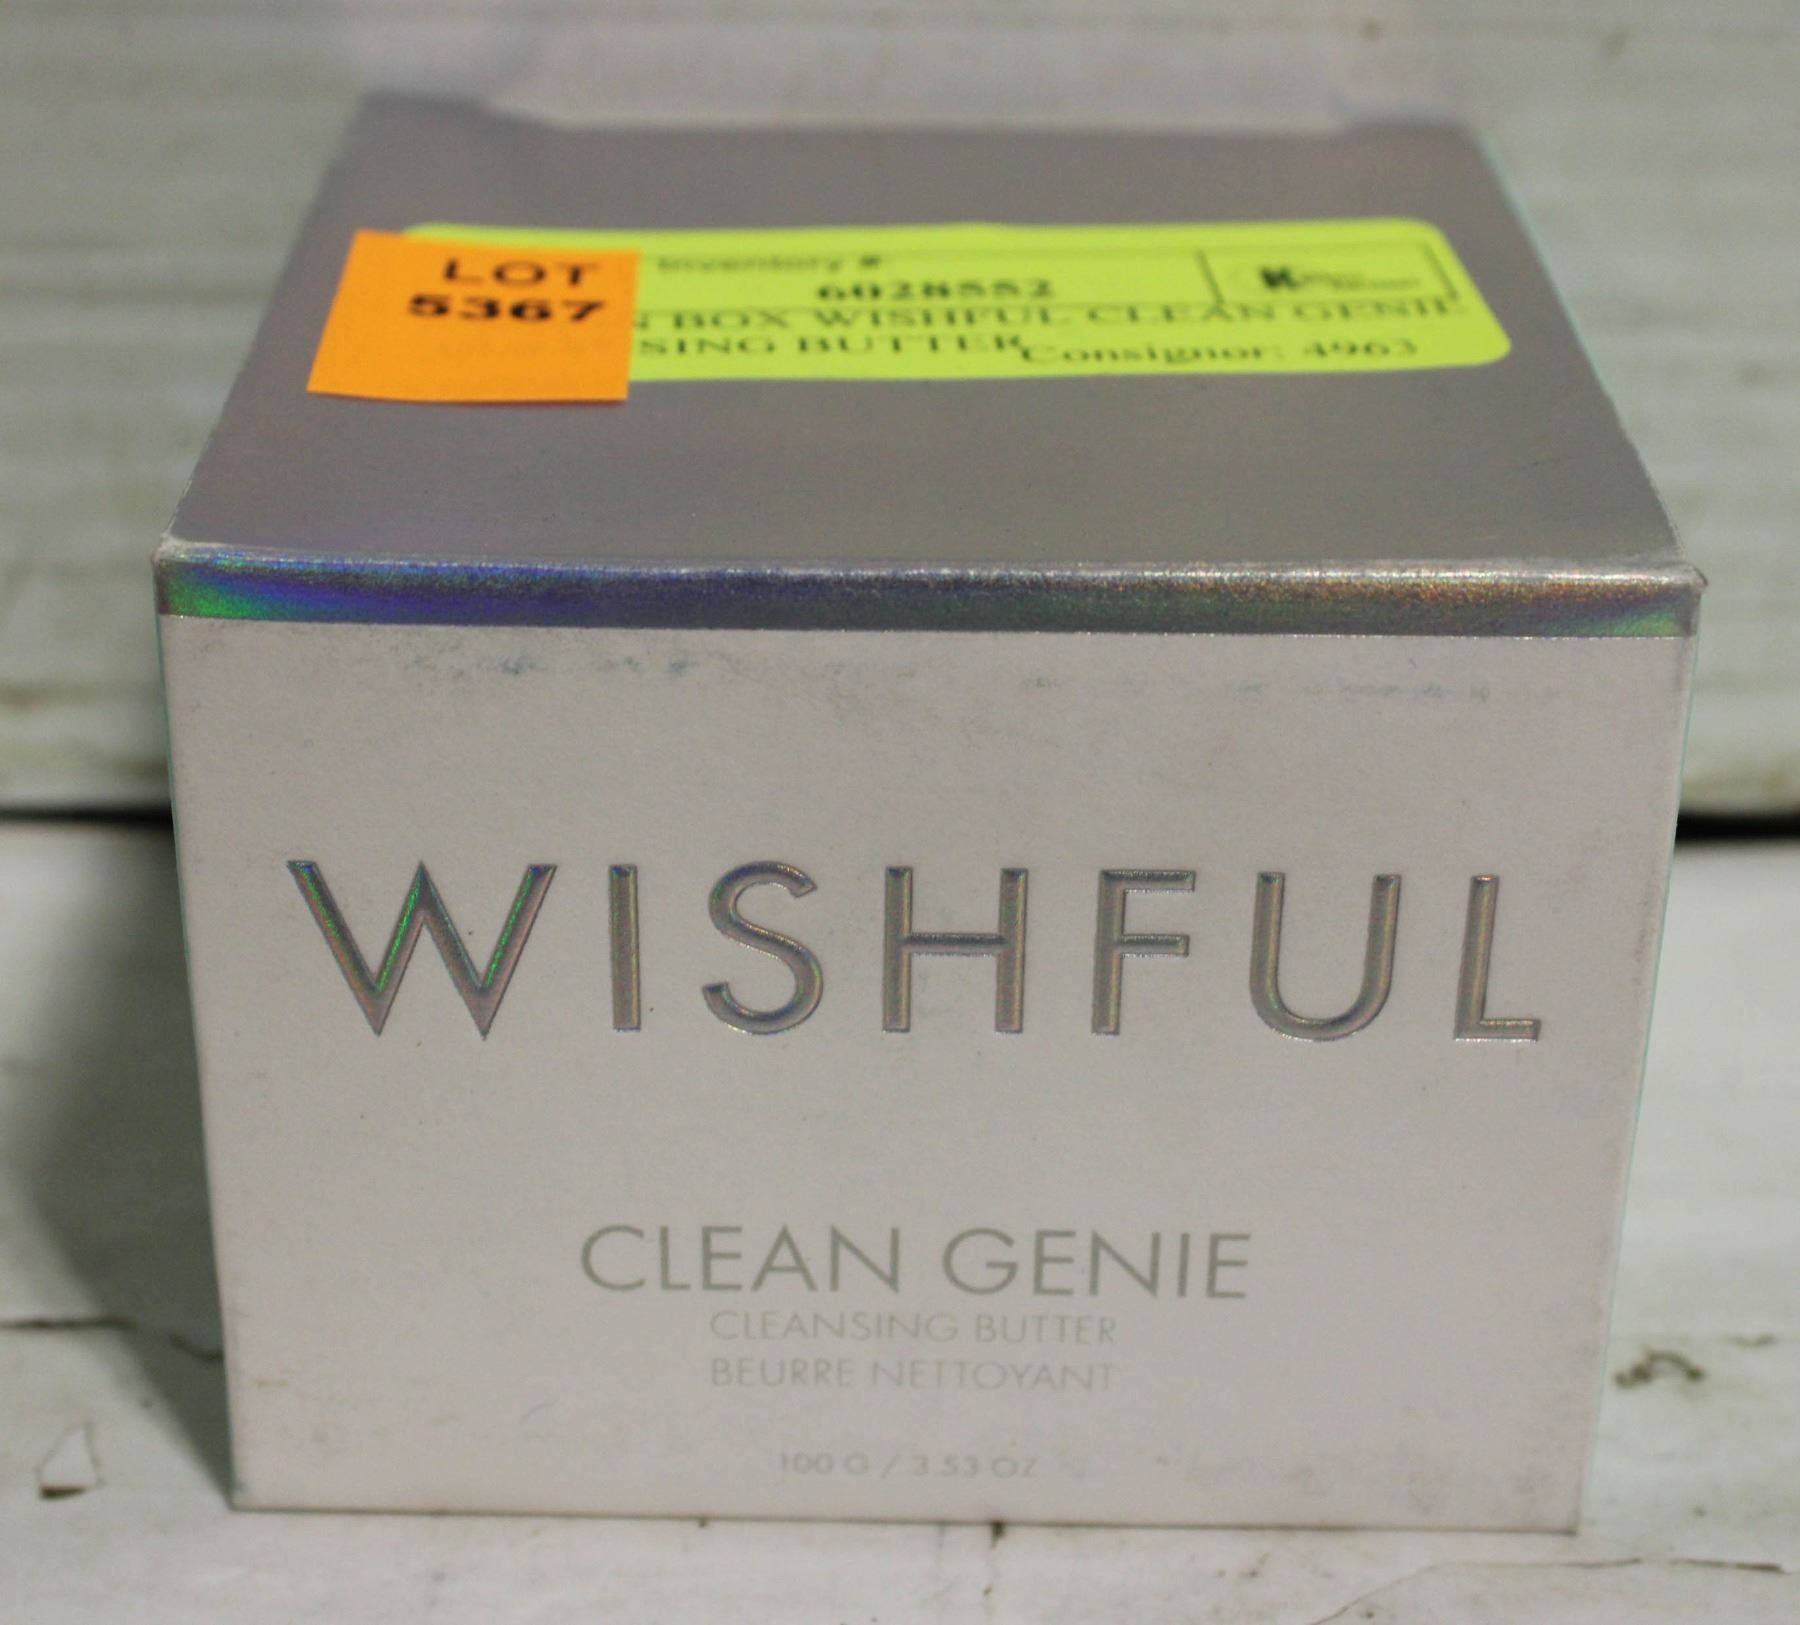 LOT
5367
Inventory #:
6028552
N BOX WISHFUL CLEAN GENIE
SING BUTTER
Consignor: 4963
WISHFUL
CLEAN GENIE
CLEANSING BUTTER
BEURRE NETTOYANT
100 G / 3.53 OZ